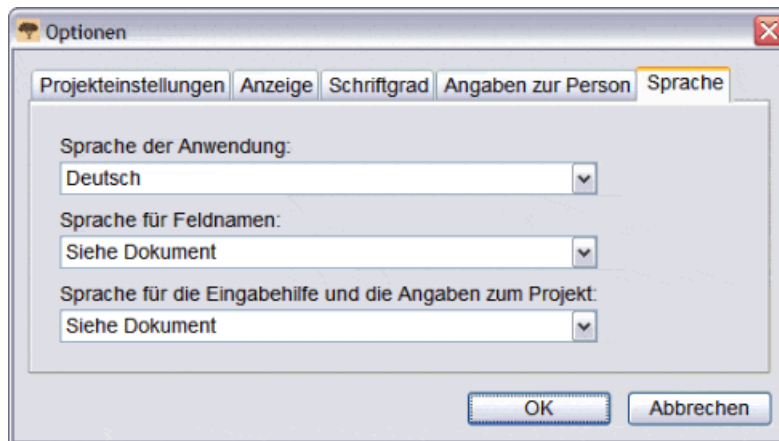 Optionen
Projekteinstellungen Anzeige Schriftgrad Angaben zur Person Sprache
Sprache der Anwendung:
Deutsch
Sprache für Feldnamen:
Siehe Dokument
Sprache für die Eingabehilfe und die Angaben zum Projekt:
Siehe Dokument
OK Abbrechen